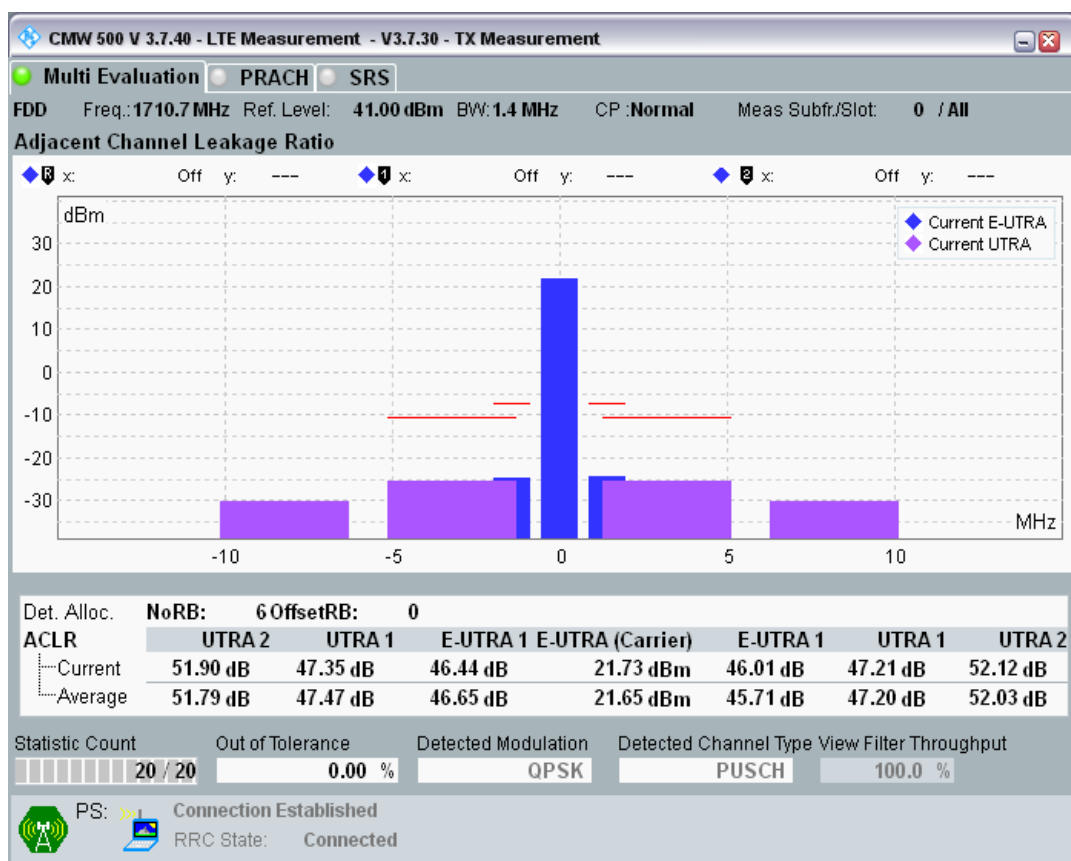 CMW 500 V 3.7.40 - LTE Measurement - V3.7.30 - TX Measurement
Multi Evaluation PRACH SRS
FDD Freq.: 1710.7 MHz Ref. Level: 41.00 dBm BW: 1.4 MHz CP :Normal Meas Subfr./Slot: 0 / All
Adjacent Channel Leakage Ratio
R x: Off y: --- 1 x: Off y: --- 2 x: Off y: ---
dBm
Current E-UTRA
Current UTRA
30
20
10
0
-10
-20
-30
MHz
-10 -5 0 5 10
Det. Alloc. NoRB: 6 OffsetRB: 0
ACLR UTRA 2 UTRA 1 E-UTRA 1 E-UTRA (Carrier) E-UTRA 1 UTRA 1 UTRA 2
Current 51.90 dB 47.35 dB 46.44 dB 21.73 dBm 46.01 dB 47.21 dB 52.12 dB
Average 51.79 dB 47.47 dB 46.65 dB 21.65 dBm 45.71 dB 47.20 dB 52.03 dB
Statistic Count Out of Tolerance Detected Modulation Detected Channel Type View Filter Throughput
20 / 20 0.00 % QPSK PUSCH 100.0 %
PS: Connection Established
RRC State: Connected